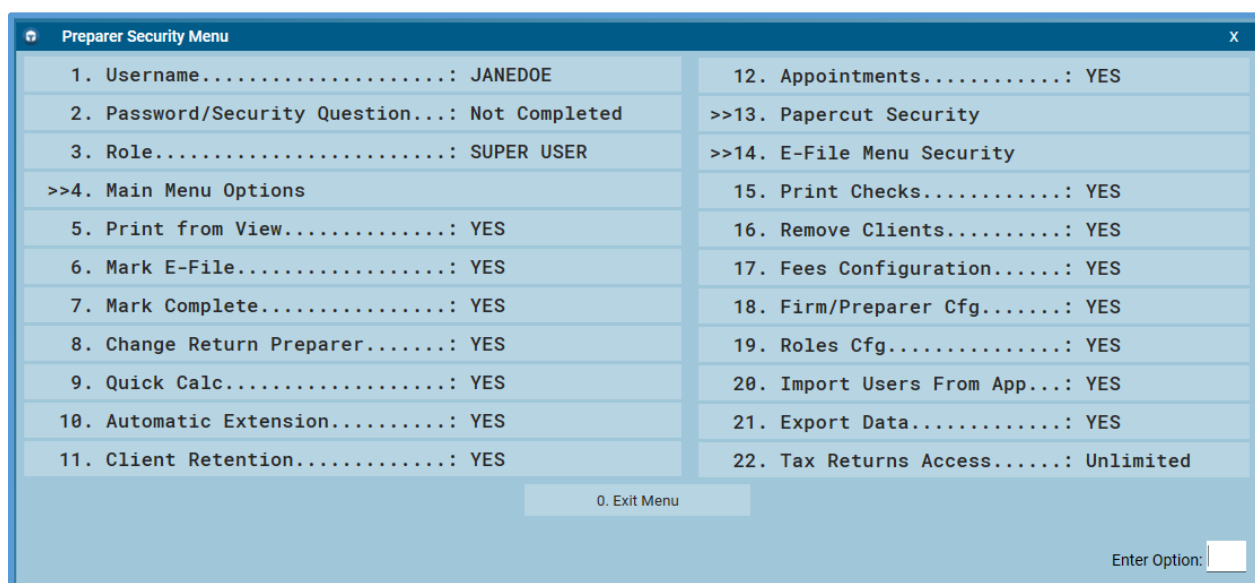 Preparer Security Menu X
1. Username.....................: JANEDOE
2. Password/Security Question...: Not Completed
3. Role.........................: SUPER USER
>>4. Main Menu Options
5. Print from View..............: YES
6. Mark E-File..................: YES
7. Mark Complete................: YES
8. Change Return Preparer.......: YES
9. Quick Calc...................: YES
10. Automatic Extension..........: YES
11. Client Retention.............: YES
12. Appointments............: YES
>>13. Papercut Security
>>14. E-File Menu Security
15. Print Checks............: YES
16. Remove Clients..........: YES
17. Fees Configuration......: YES
18. Firm/Preparer Cfg.......: YES
19. Roles Cfg...............: YES
20. Import Users From App...: YES
21. Export Data.............: YES
22. Tax Returns Access......: Unlimited
0. Exit Menu
Enter Option: